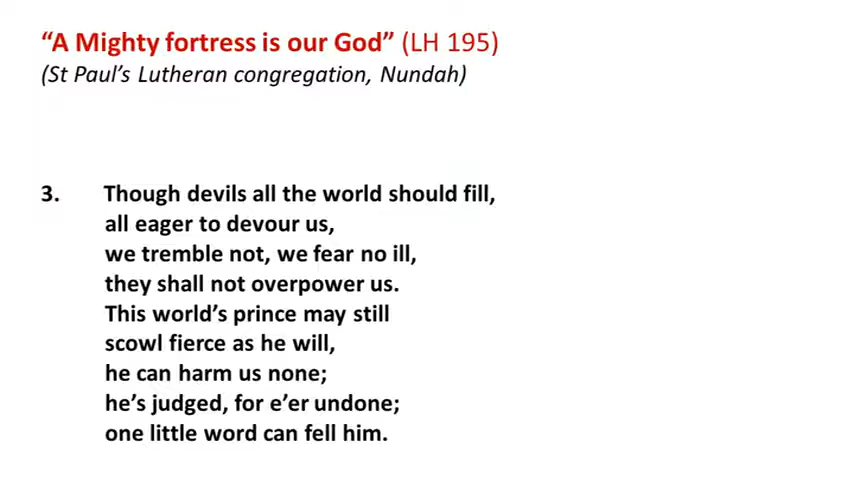 “A Mighty fortress is our God” (LH 195)
(St Paul’s Lutheran congregation, Nundah)
3. Though devils all the world should fill,
all eager to devour us,
we tremble not, we fear no ill,
they shall not overpower us.
This world’s prince may still
scowl fierce as he will,
he can harm us none;
he’s judged, for e’er undone;
one little word can fell him.